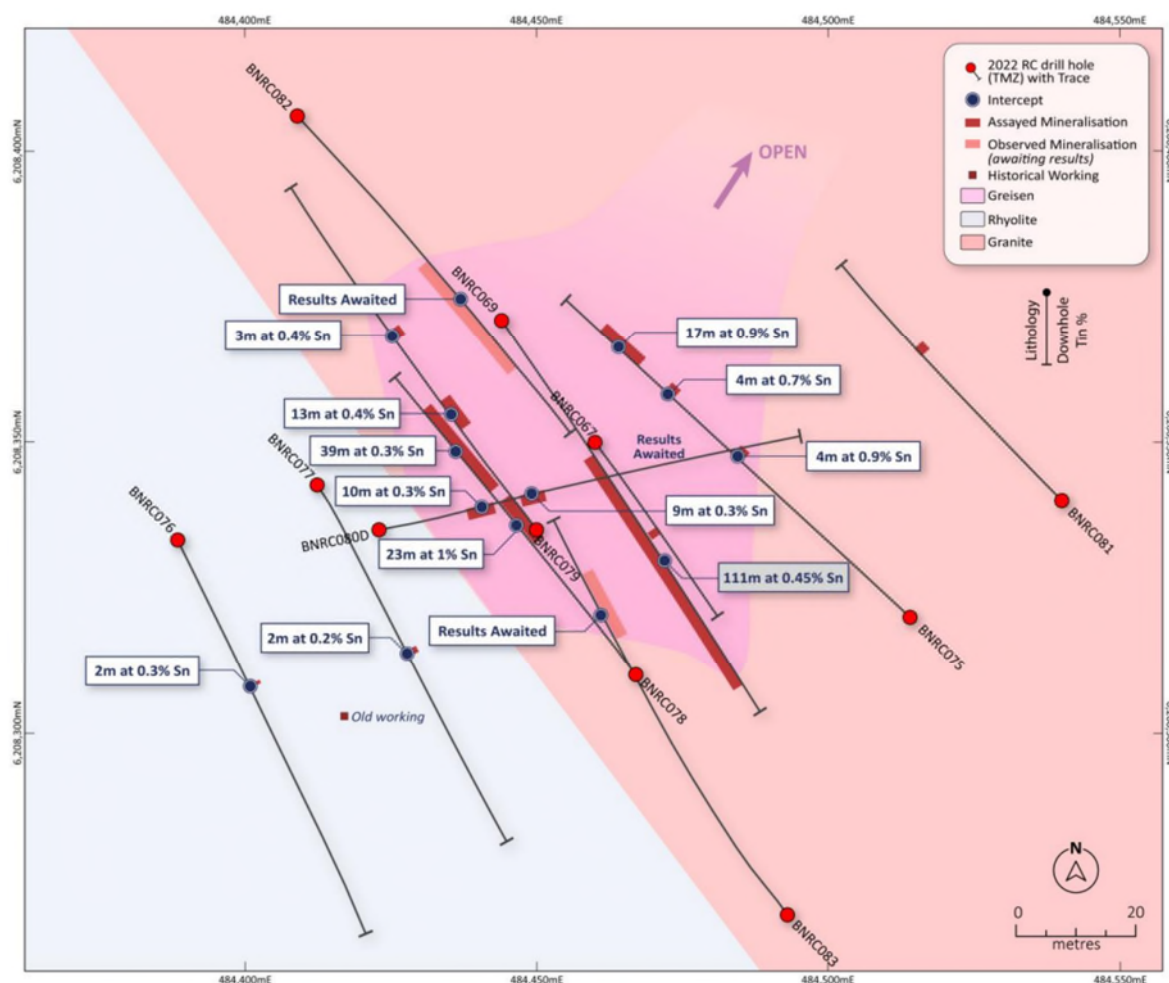 484,400mE
484,450mE
484,500mE
484,550mE
6,208,400mN
6,208,350mN
6,208,300mN
2022 RC drill hole
(TMZ) with Trace
Intercept
Assayed Mineralisation
Observed Mineralisation
(awaiting results)
Historical Working
Greisen
Rhyolite
Granite
Lithology
Downhole
Tin %
OPEN
BNRC082
BNRC069
Results Awaited
3m at 0.4% Sn
17m at 0.9% Sn
4m at 0.7% Sn
BNRC067
13m at 0.4% Sn
39m at 0.3% Sn
Results
Awaited
4m at 0.9% Sn
BNRC077
10m at 0.3% Sn
9m at 0.3% Sn
BNRC076
BNRC080D
23m at 1% Sn
BNRC079
BNRC081
111m at 0.45% Sn
2m at 0.2% Sn
Results Awaited
BNRC075
2m at 0.3% Sn
BNRC078
Old working
BNRC083
N
0
20
metres
484,400mE
484,450mE
484,500mE
484,550mE